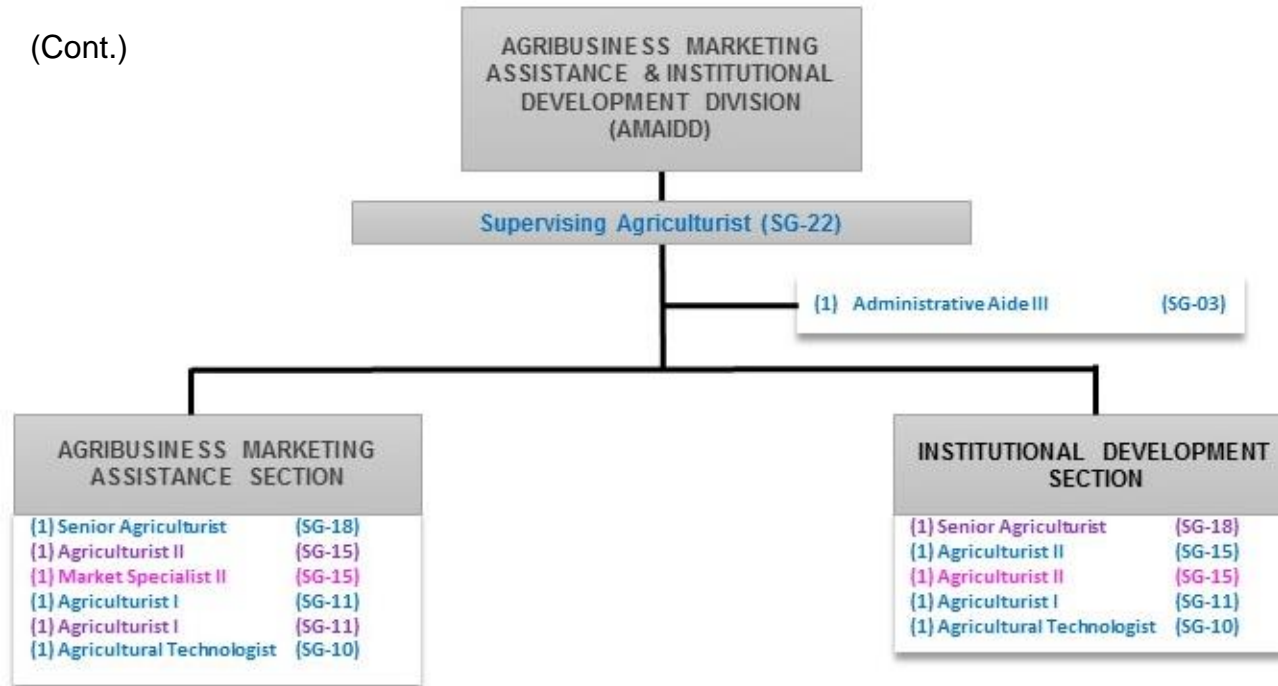 (Cont.)
AGRIBUSINESS MARKETING
ASSISTANCE & INSTITUTIONAL
DEVELOPMENT DIVISION
(AMAIDD)
Supervising Agriculturist (SG-22)
(1) Administrative Aide III (SG-03)
AGRIBUSINESS MARKETING
ASSISTANCE SECTION
(1) Senior Agriculturist (SG-18)
(1) Agriculturist II (SG-15)
(1) Market Specialist II (SG-15)
(1) Agriculturist I (SG-11)
(1) Agriculturist I (SG-11)
(1) Agricultural Technologist (SG-10)
INSTITUTIONAL DEVELOPMENT
SECTION
(1) Senior Agriculturist (SG-18)
(1) Agriculturist II (SG-15)
(1) Agriculturist II (SG-15)
(1) Agriculturist I (SG-11)
(1) Agricultural Technologist (SG-10)